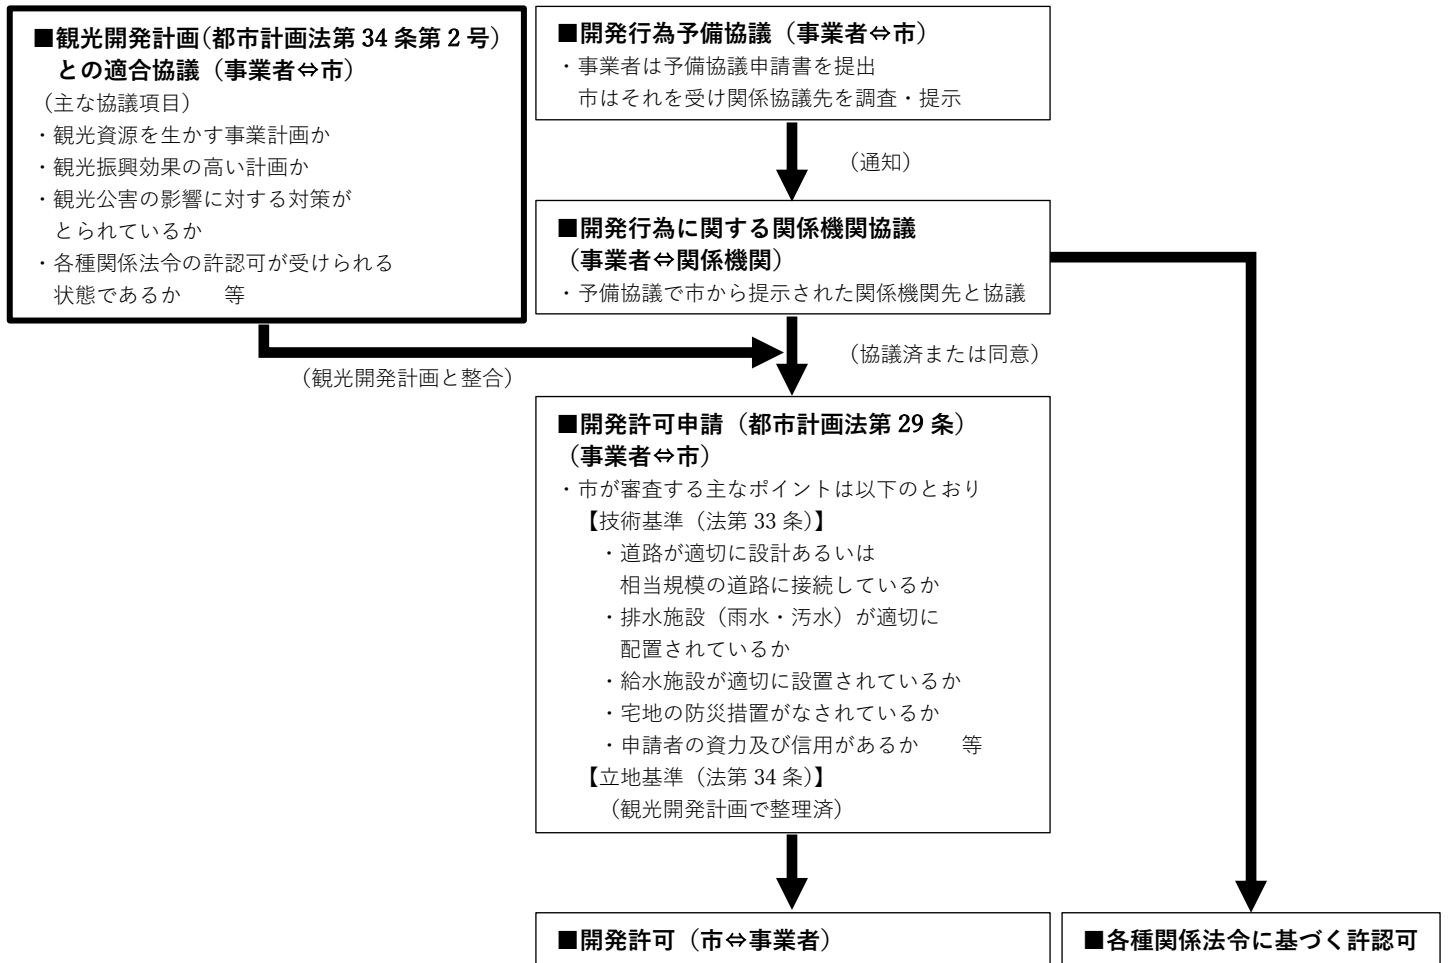 ■観光開発計画(都市計画法第 34 条第 2 号)
との適合協議（事業者⇔市）
（主な協議項目）
・観光資源を生かす事業計画か
・観光振興効果の高い計画か
・観光公害の影響に対する対策が
とられているか
・各種関係法令の許認可が受けられる
状態であるか　　等
■開発行為予備協議（事業者⇔市）
・事業者は予備協議申請書を提出
市はそれを受け関係協議先を調査・提示
（通知）
■開発行為に関する関係機関協議
（事業者⇔関係機関）
・予備協議で市から提示された関係機関先と協議
（協議済または同意）
（観光開発計画と整合）
■開発許可申請（都市計画法第 29 条）
（事業者⇔市）
・市が審査する主なポイントは以下のとおり
【技術基準（法第 33 条）】
・道路が適切に設計あるいは
相当規模の道路に接続しているか
・排水施設（雨水・汚水）が適切に
配置されているか
・給水施設が適切に設置されているか
・宅地の防災措置がなされているか
・申請者の資力及び信用があるか　　等
【立地基準（法第 34 条）】
（観光開発計画で整理済）
■開発許可（市⇔事業者）
■各種関係法令に基づく許認可